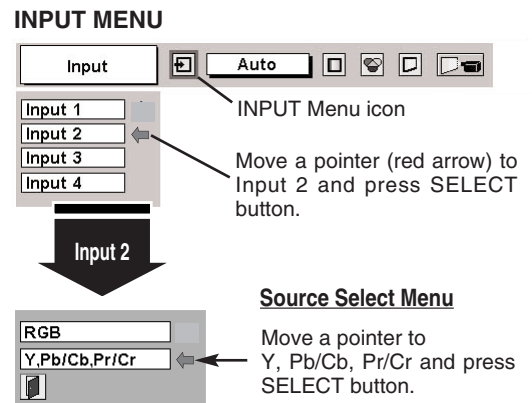 INPUT MENU
Input
Auto
INPUT Menu icon
Input 1
Input 2
Input 3
Input 4
Move a pointer (red arrow) to
Input 2 and press SELECT
button.
Input 2
Source Select Menu
RGB
Y,Pb/Cb,Pr/Cr
Move a pointer to
Y, Pb/Cb, Pr/Cr and press
SELECT button.